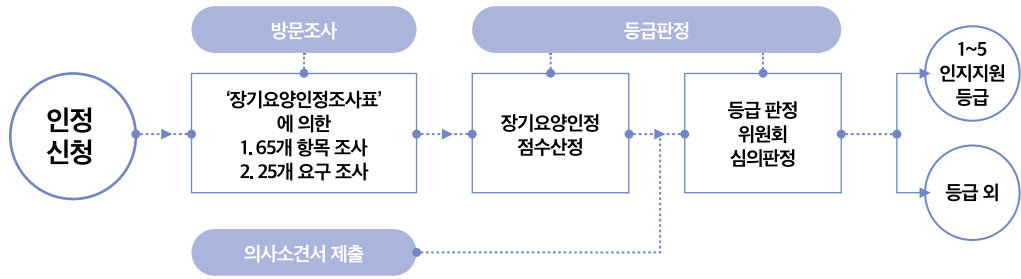 방문조사
등급판정
인정
신청
‘장기요양인정조사표’
에 의한
1. 65개 항목 조사
2. 25개 요구 조사
장기요양인정
점수산정
등급 판정
위원회
심의판정
1~5
인지지원
등급
등급 외
의사소견서 제출